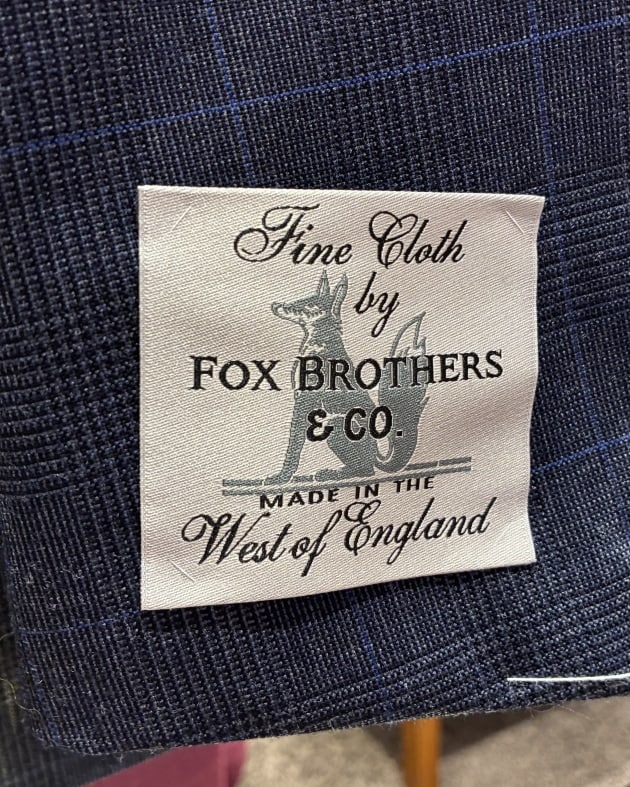 Fine Cloth
by
FOX BROTHERS
& CO.
MADE IN THE
West of England